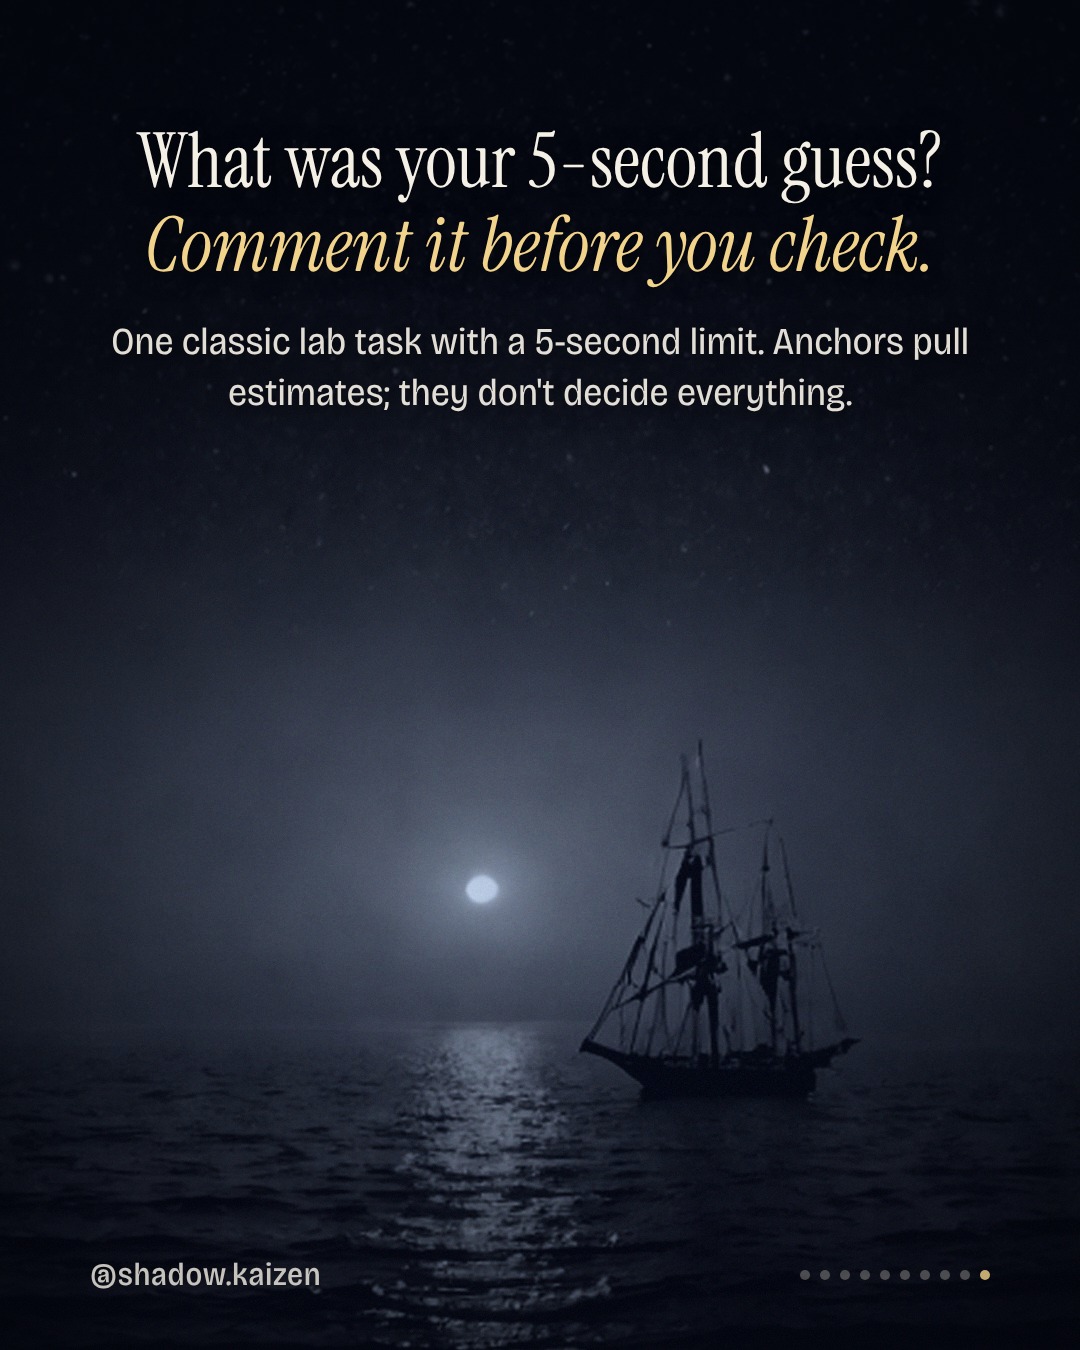 What was your 5-second guess?
Comment it before you check.
One classic lab task with a 5-second limit. Anchors pull
estimates; they don't decide everything.
@shadow.kaizen